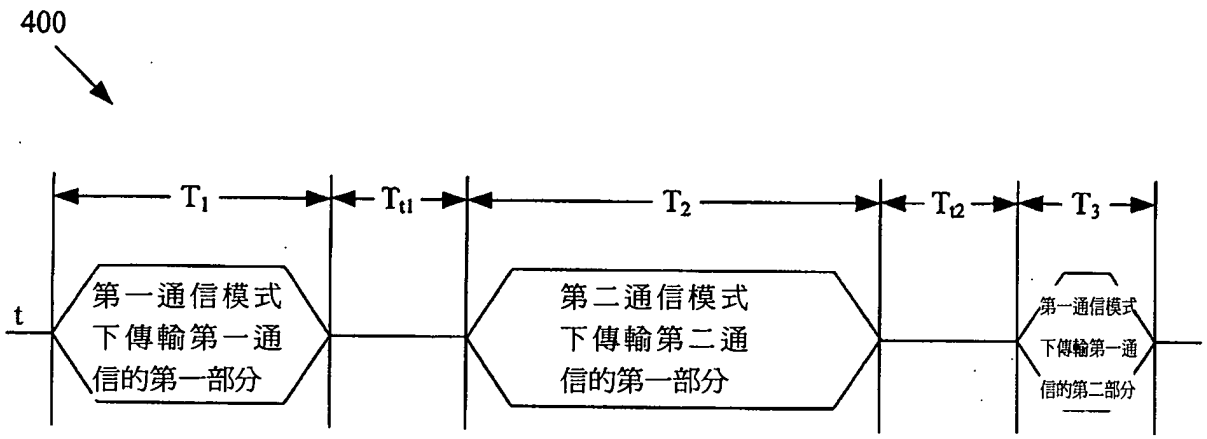 400
T₁
Tₜ₁
T₂
Tₜ₂
T₃
t
第一通信模式
下傳輸第一通
信的第一部分
第二通信模式
下傳輸第二通
信的第一部分
第一通信模式
下傳輸第一通
信的第二部分